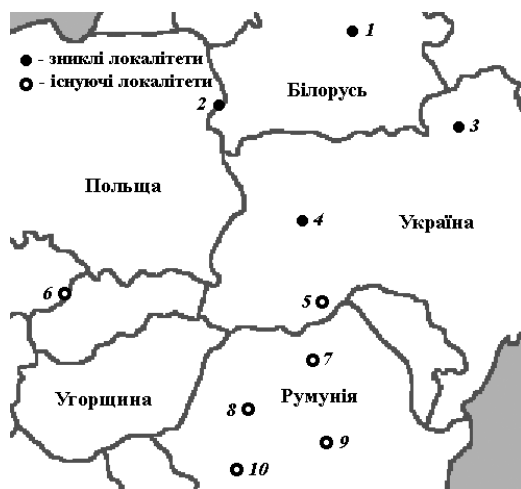 1
● - зниклі локалітети
○ - існуючі локалітети
Білорусь
2
3
Польща
4
Україна
6
5
7
Угорщина
8
Румунія
9
10